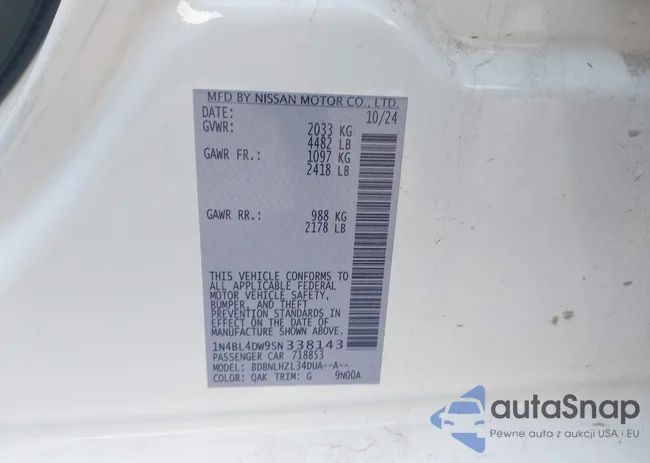 MFD BY NISSAN MOTOR CO., LTD.
DATE: 10/24
GVWR: 2033 KG
4482 LB
GAWR FR.: 1097 KG
2418 LB
GAWR RR.: 988 KG
2178 LB
THIS VEHICLE CONFORMS TO
ALL APPLICABLE FEDERAL
MOTOR VEHICLE SAFETY,
BUMPER, AND THEFT
PREVENTION STANDARDS IN
EFFECT ON THE DATE OF
MANUFACTURE SHOWN ABOVE.
1N4BL4DW9SN338143
PASSENGER CAR 718853
MODEL: BDBNLHZL34DUA--A--
COLOR: QAK TRIM: G 9N00A
autaSnap
Pewne auta z aukcji USA i EU